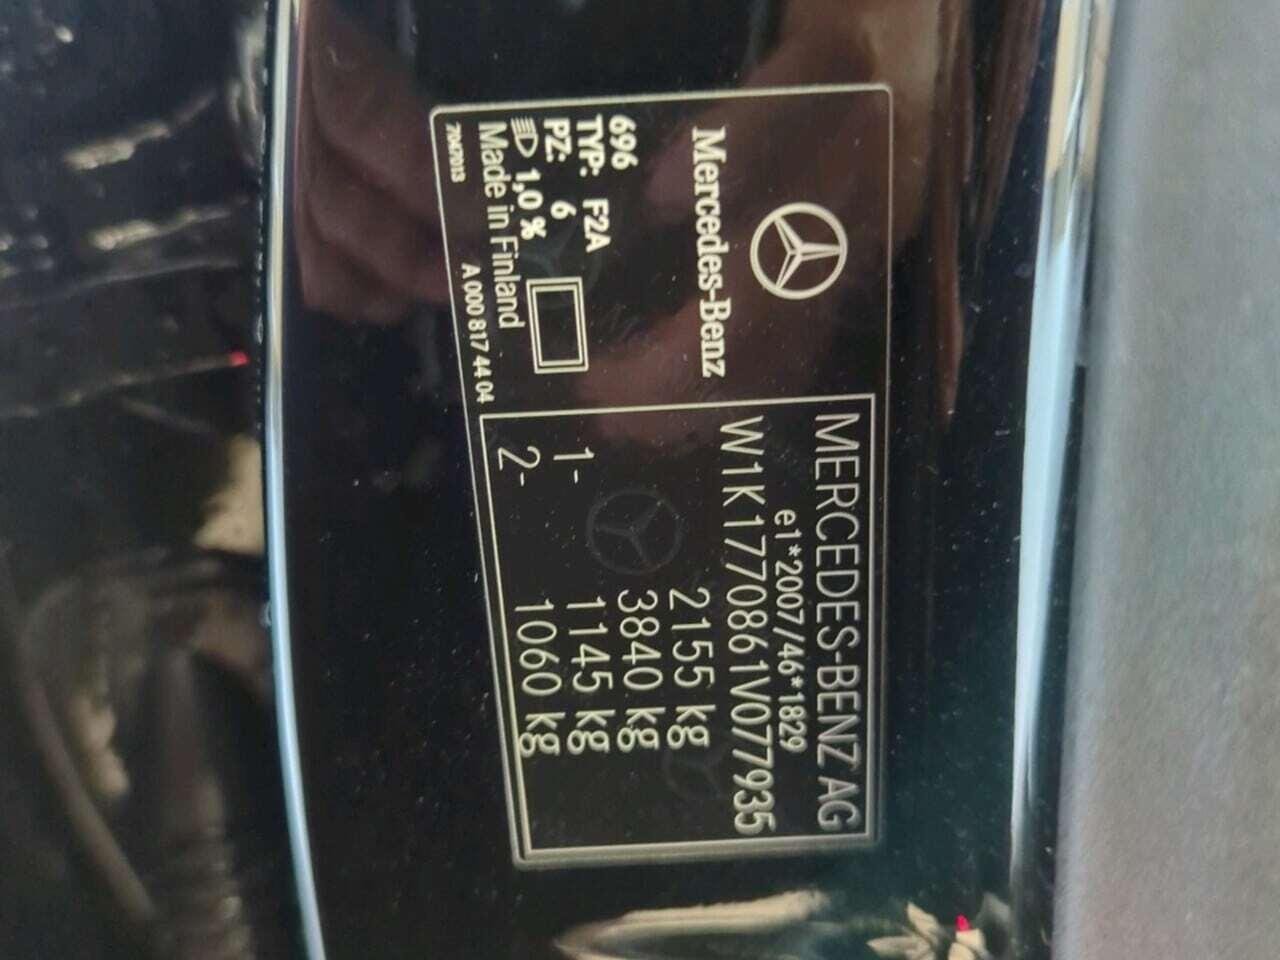 Mercedes-Benz
696
TYP: F2A
PZ: 6
1,0 %
Made in Finland
7047013 A 000 817 44 04
MERCEDES-BENZ AG
e1*2007/46*1829
W1K1770861V077935
2155 kg
3840 kg
1- 1145 kg
2- 1060 kg